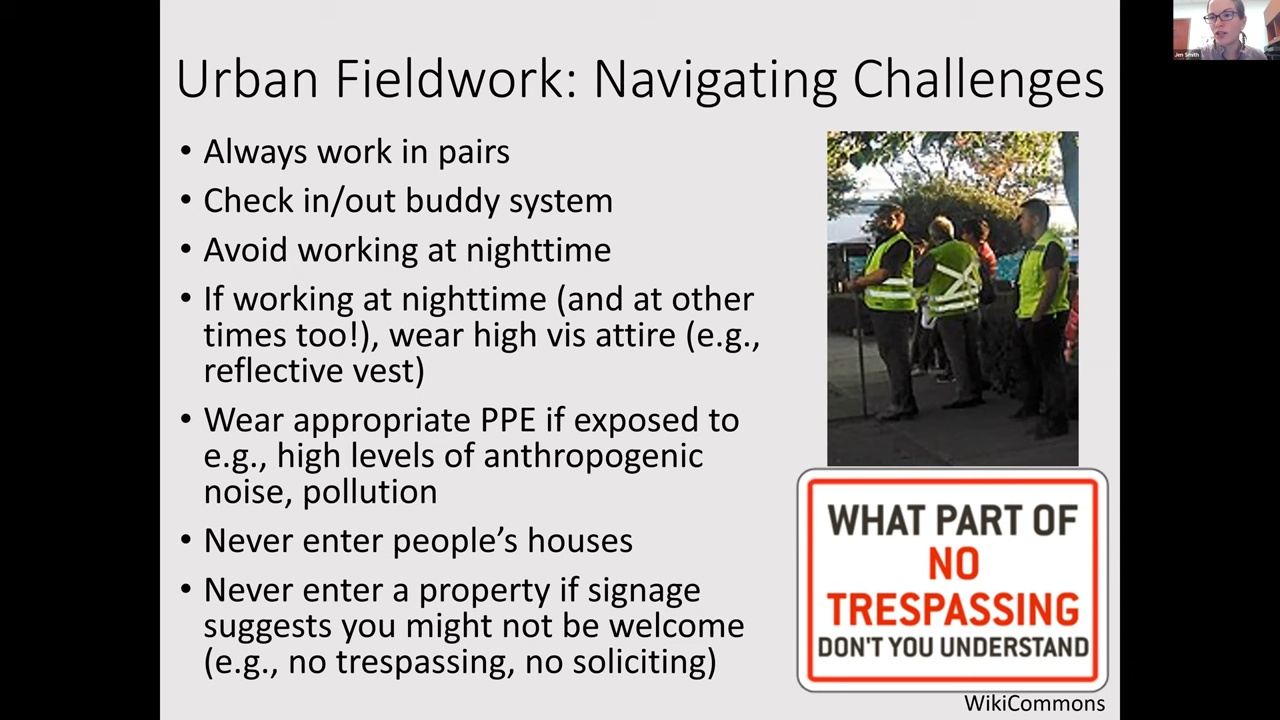 Urban Fieldwork: Navigating Challenges
• Always work in pairs
• Check in/out buddy system
• Avoid working at nighttime
• If working at nighttime (and at other
times too!), wear high vis attire (e.g.,
reflective vest)
• Wear appropriate PPE if exposed to
e.g., high levels of anthropogenic
noise, pollution
• Never enter people’s houses
• Never enter a property if signage
suggests you might not be welcome
(e.g., no trespassing, no soliciting)
WHAT PART OF
NO
TRESPASSING
DON'T YOU UNDERSTAND
WikiCommons
Jen Smith